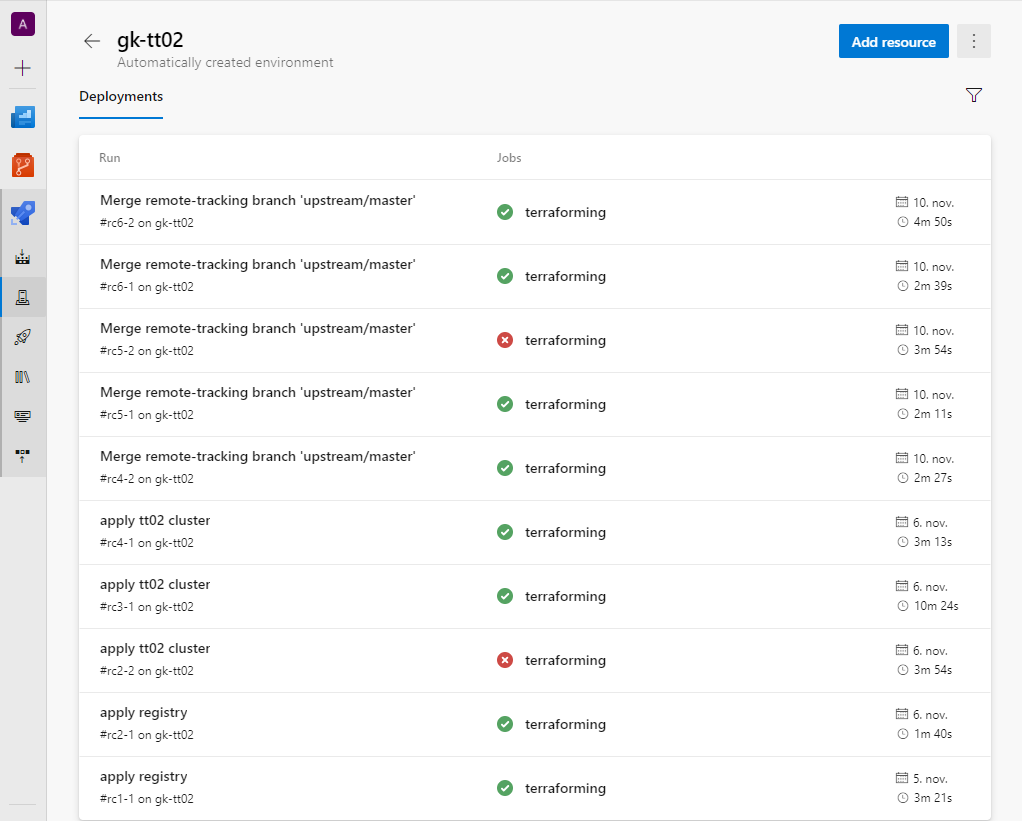 A
gk-tt02
Automatically created environment
Add resource
Deployments
Run
Jobs
Merge remote-tracking branch 'upstream/master'
#rc6-2 on gk-tt02
terraforming
10. nov.
4m 50s
Merge remote-tracking branch 'upstream/master'
#rc6-1 on gk-tt02
terraforming
10. nov.
2m 39s
Merge remote-tracking branch 'upstream/master'
#rc5-2 on gk-tt02
terraforming
10. nov.
3m 54s
Merge remote-tracking branch 'upstream/master'
#rc5-1 on gk-tt02
terraforming
10. nov.
2m 11s
Merge remote-tracking branch 'upstream/master'
#rc4-2 on gk-tt02
terraforming
10. nov.
2m 27s
apply tt02 cluster
#rc4-1 on gk-tt02
terraforming
6. nov.
3m 13s
apply tt02 cluster
#rc3-1 on gk-tt02
terraforming
6. nov.
10m 24s
apply tt02 cluster
#rc2-2 on gk-tt02
terraforming
6. nov.
3m 54s
apply registry
#rc2-1 on gk-tt02
terraforming
6. nov.
1m 40s
apply registry
#rc1-1 on gk-tt02
terraforming
5. nov.
3m 21s